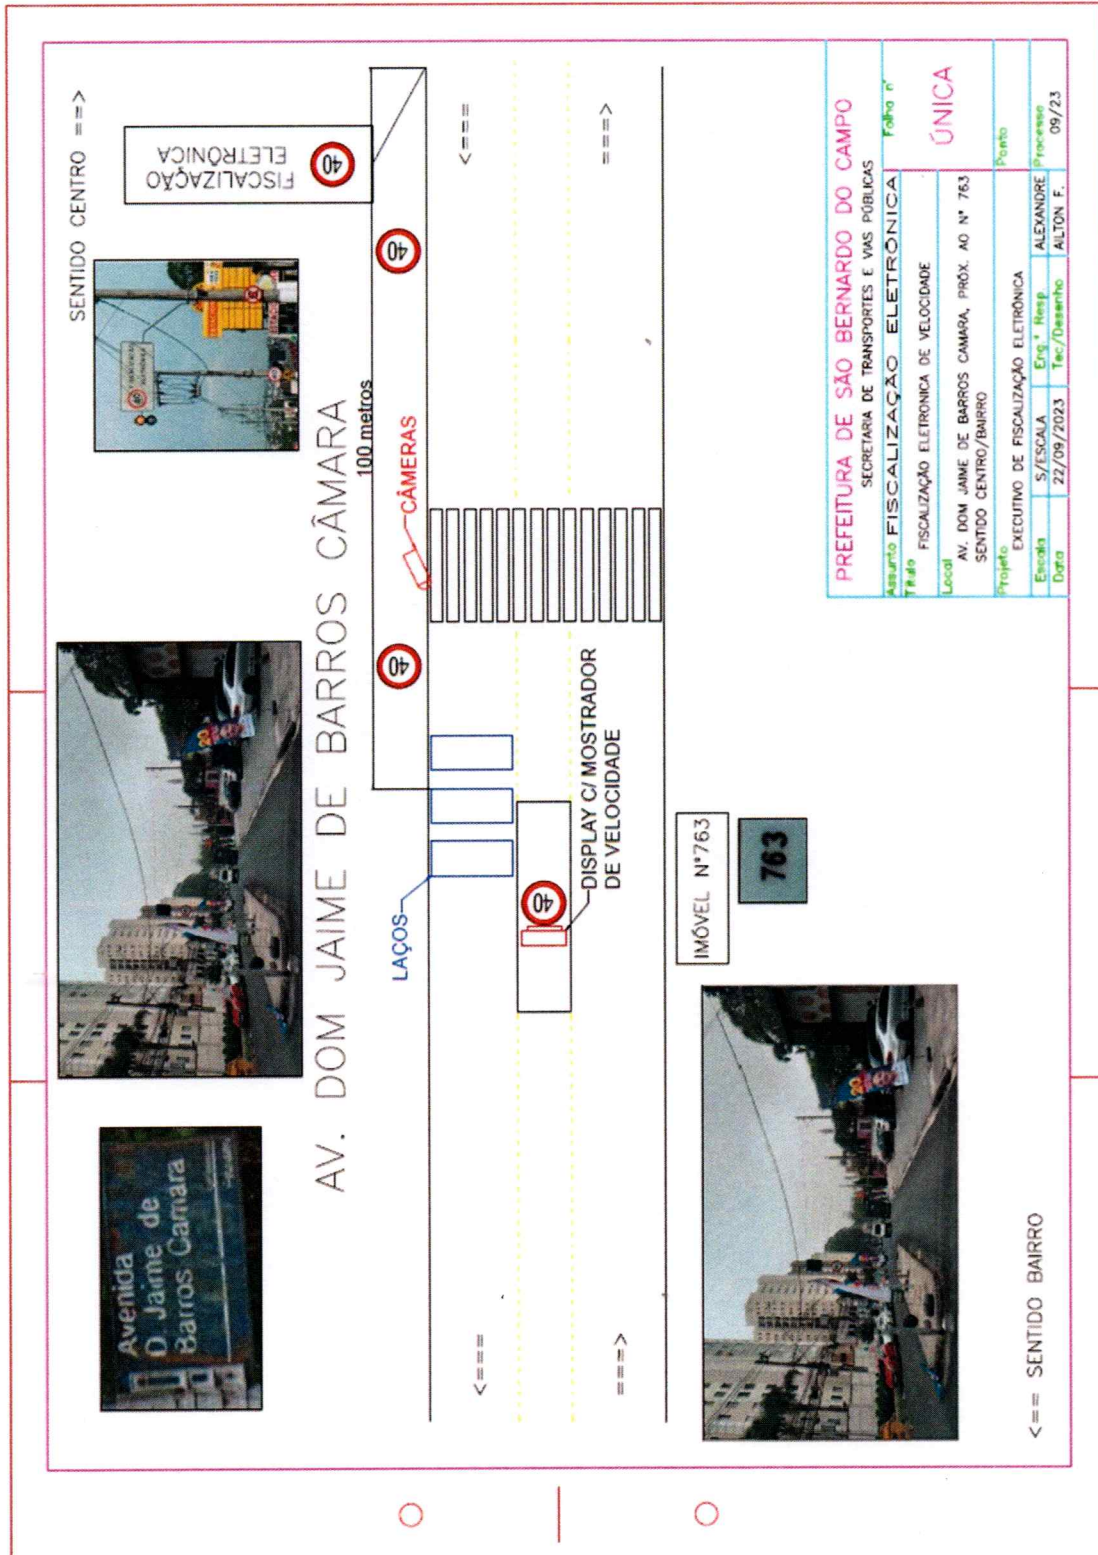 Avenida
D. Jaime de
Barros Camara
SENTIDO CENTRO ==>
FISCALIZAÇÃO
ELETRÔNICA
40
AV. DOM JAIME DE BARROS CÂMARA
100 metros
40
40
CÂMERAS
LAÇOS
<===
<===
40
DISPLAY C/ MOSTRADOR
DE VELOCIDADE
===>
===>
IMÓVEL N°763
763
<== SENTIDO BAIRRO
PREFEITURA DE SÃO BERNARDO DO CAMPO
SECRETARIA DE TRANSPORTES E VIAS PÚBLICAS
Assunto FISCALIZAÇÃO ELETRÔNICA
Folha nº
ÚNICA
Título
FISCALIZAÇÃO ELETRONICA DE VELOCIDADE
Local
AV. DOM JAIME DE BARROS CAMARA, PRÓX. AO N° 763
SENTIDO CENTRO/BAIRRO
Projeto
EXECUTIVO DE FISCALIZAÇÃO ELETRÔNICA
Ponto
Escala S/ESCALA Eng.º Resp. ALEXANDRE Processo
Data 22/09/2023 Tec/Desenho AILTON F. 09/23